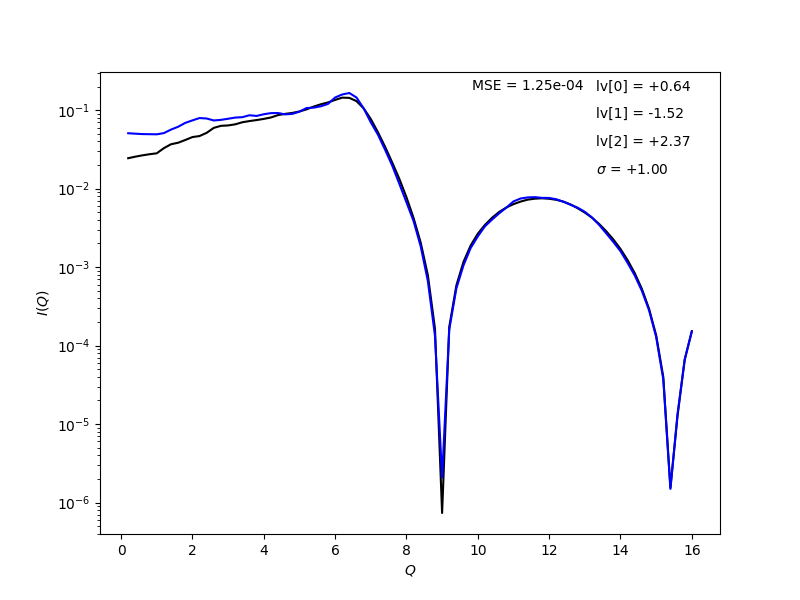 MSE = 1.25e-04 lv[0] = +0.64
lv[1] = -1.52
lv[2] = +2.37
σ = +1.00
10⁻¹
10⁻²
10⁻³
10⁻⁴
10⁻⁵
10⁻⁶
I(Q)
0 2 4 6 8 10 12 14 16
Q